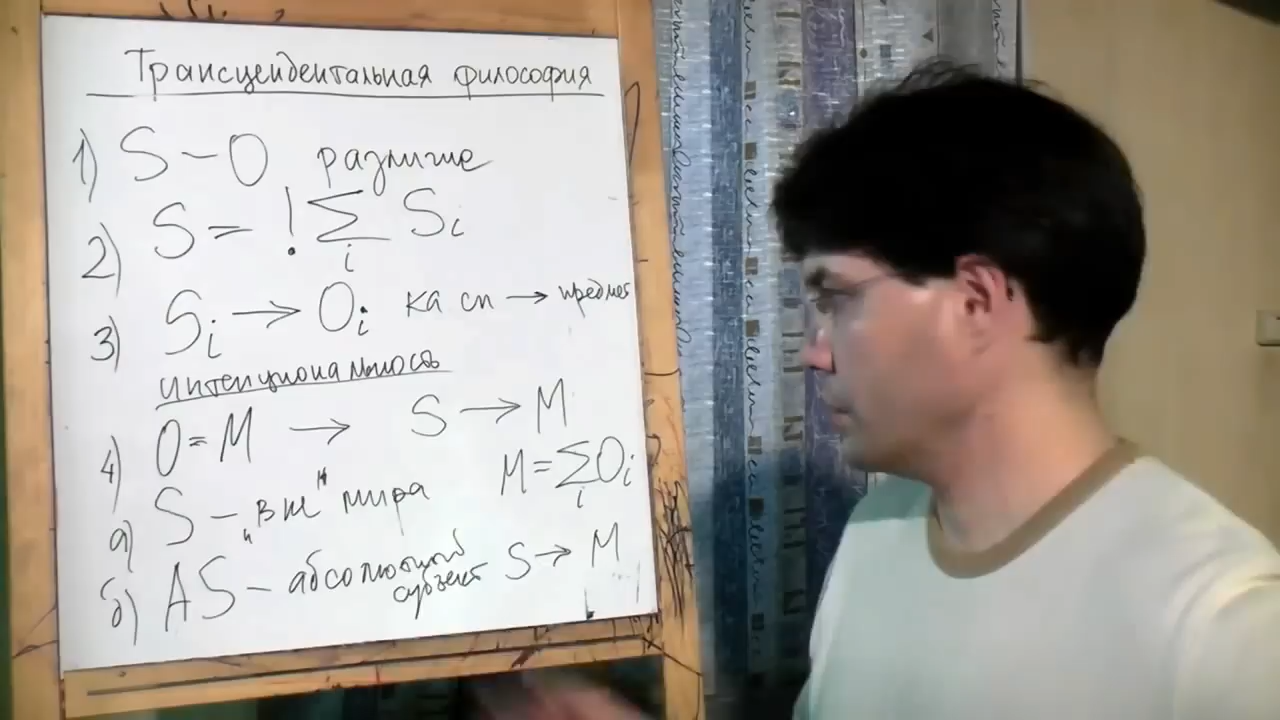 Трансцендентальная философия
1) S – O различие
2) S = ! ∑ i Si
3) Si → Oi ка сп → предмет
интенциональность
4) O = M → S → M
M = ∑ i Oi
а) S – "вне" мира
б) AS – абсолютный субъект S → M